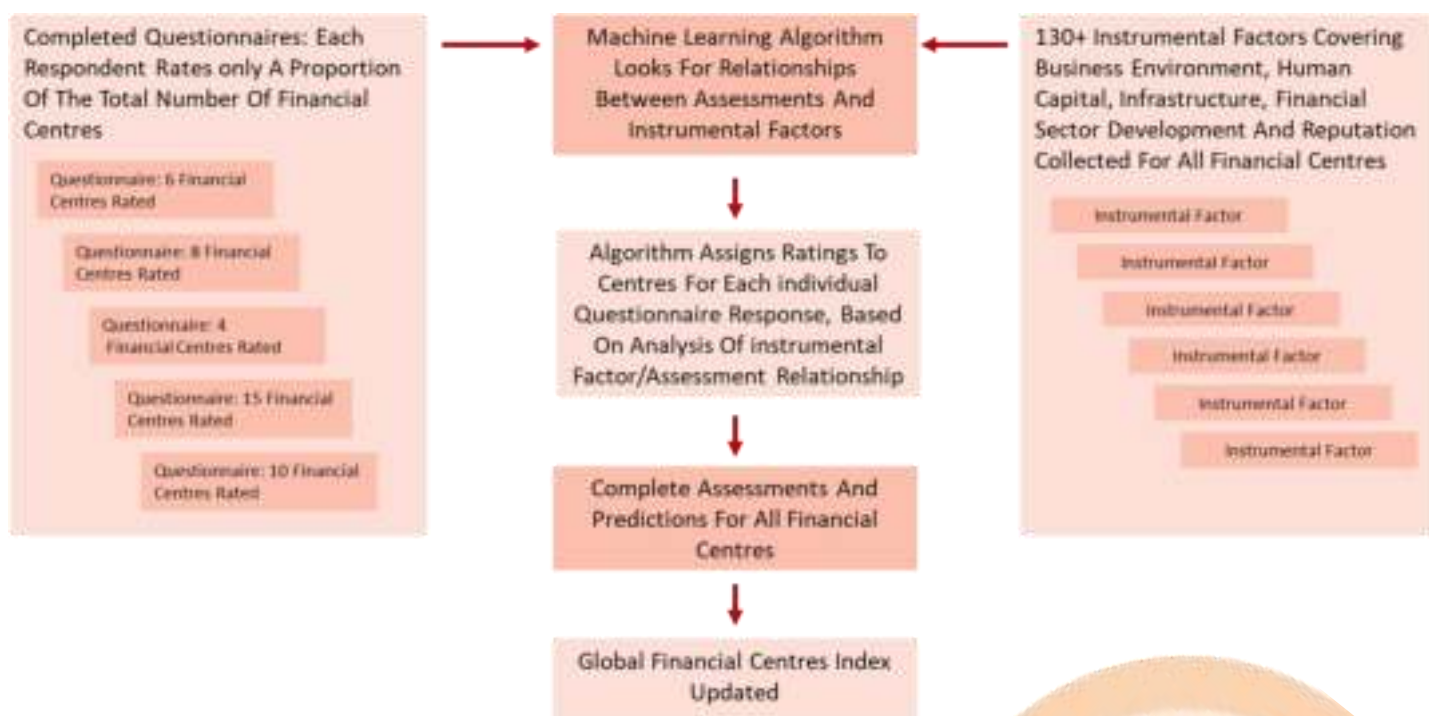 Completed Questionnaires: Each
Respondent Rates only A Proportion
Of The Total Number Of Financial
Centres
Questionnaire: 6 Financial
Centres Rated
Questionnaire: 8 Financial
Centres Rated
Questionnaire: 4
Financial Centres Rated
Questionnaire: 15 Financial
Centres Rated
Questionnaire: 10 Financial
Centres Rated
Machine Learning Algorithm
Looks For Relationships
Between Assessments And
Instrumental Factors
Algorithm Assigns Ratings To
Centres For Each individual
Questionnaire Response, Based
On Analysis Of instrumental
Factor/Assessment Relationship
Complete Assessments And
Predictions For All Financial
Centres
Global Financial Centres Index
Updated
130+ Instrumental Factors Covering
Business Environment, Human
Capital, Infrastructure, Financial
Sector Development And Reputation
Collected For All Financial Centres
Instrumental Factor
Instrumental Factor
Instrumental Factor
Instrumental Factor
Instrumental Factor
Instrumental Factor